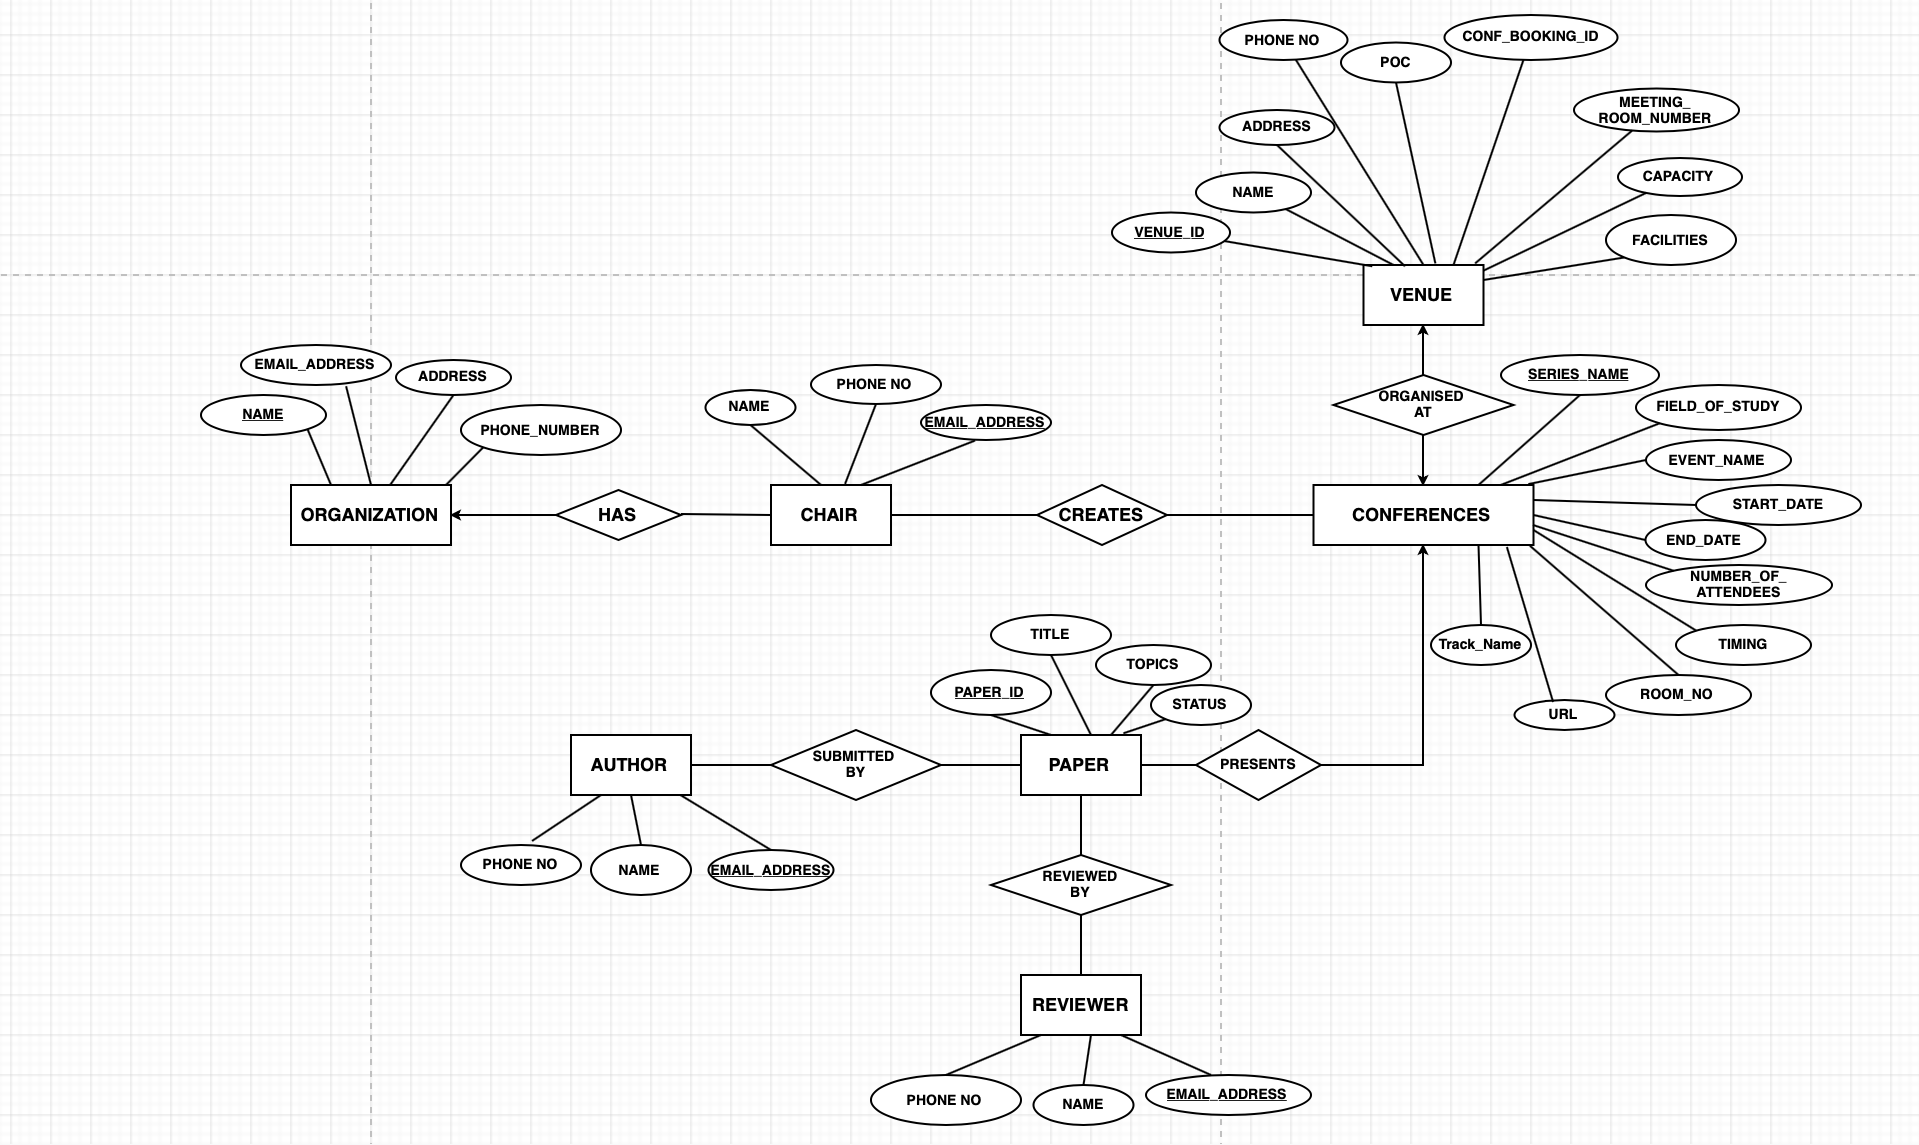 CONF_BOOKING_ID
PHONE NO
POC
MEETING_
ROOM_NUMBER
ADDRESS
CAPACITY
NAME
VENUE_ID
FACILITIES
VENUE
EMAIL_ADDRESS
ADDRESS
NAME
PHONE_NUMBER
ORGANIZATION
HAS
NAME
PHONE NO
EMAIL_ADDRESS
CHAIR
CREATES
ORGANISED
AT
SERIES_NAME
FIELD_OF_STUDY
EVENT_NAME
START_DATE
CONFERENCES
END_DATE
NUMBER_OF_
ATTENDEES
Track_Name
TIMING
ROOM_NO
URL
TITLE
TOPICS
PAPER_ID
STATUS
AUTHOR
SUBMITTED
BY
PAPER
PRESENTS
PHONE NO
NAME
EMAIL_ADDRESS
REVIEWED
BY
REVIEWER
PHONE NO
NAME
EMAIL_ADDRESS